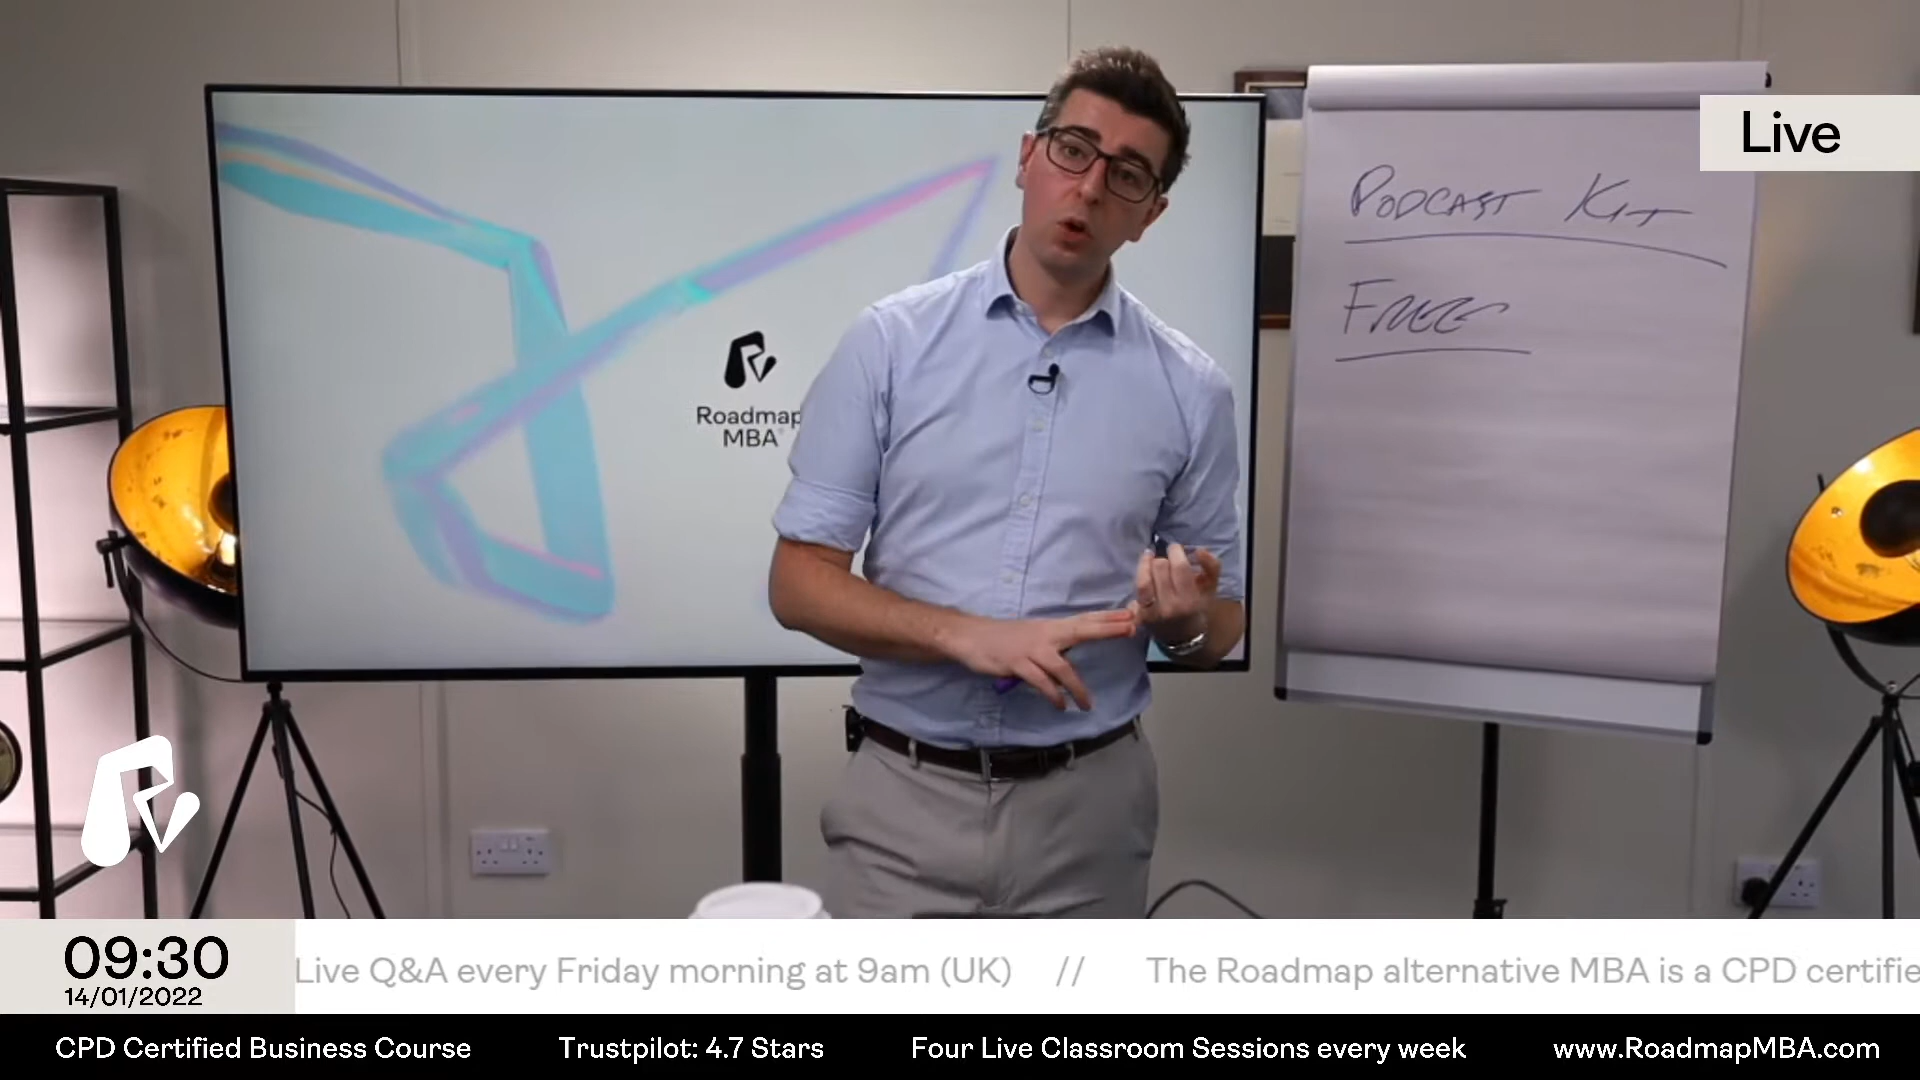 Live
PODCAST KIT
FREE
Roadmap
MBA
09:30
14/01/2022
Live Q&A every Friday morning at 9am (UK) // The Roadmap alternative MBA is a CPD certifie
CPD Certified Business Course Trustpilot: 4.7 Stars Four Live Classroom Sessions every week www.RoadmapMBA.com